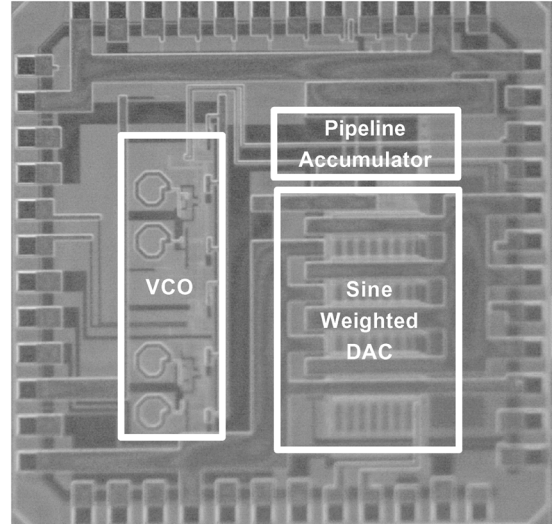 Pipeline
Accumulator
VCO
Sine
Weighted
DAC